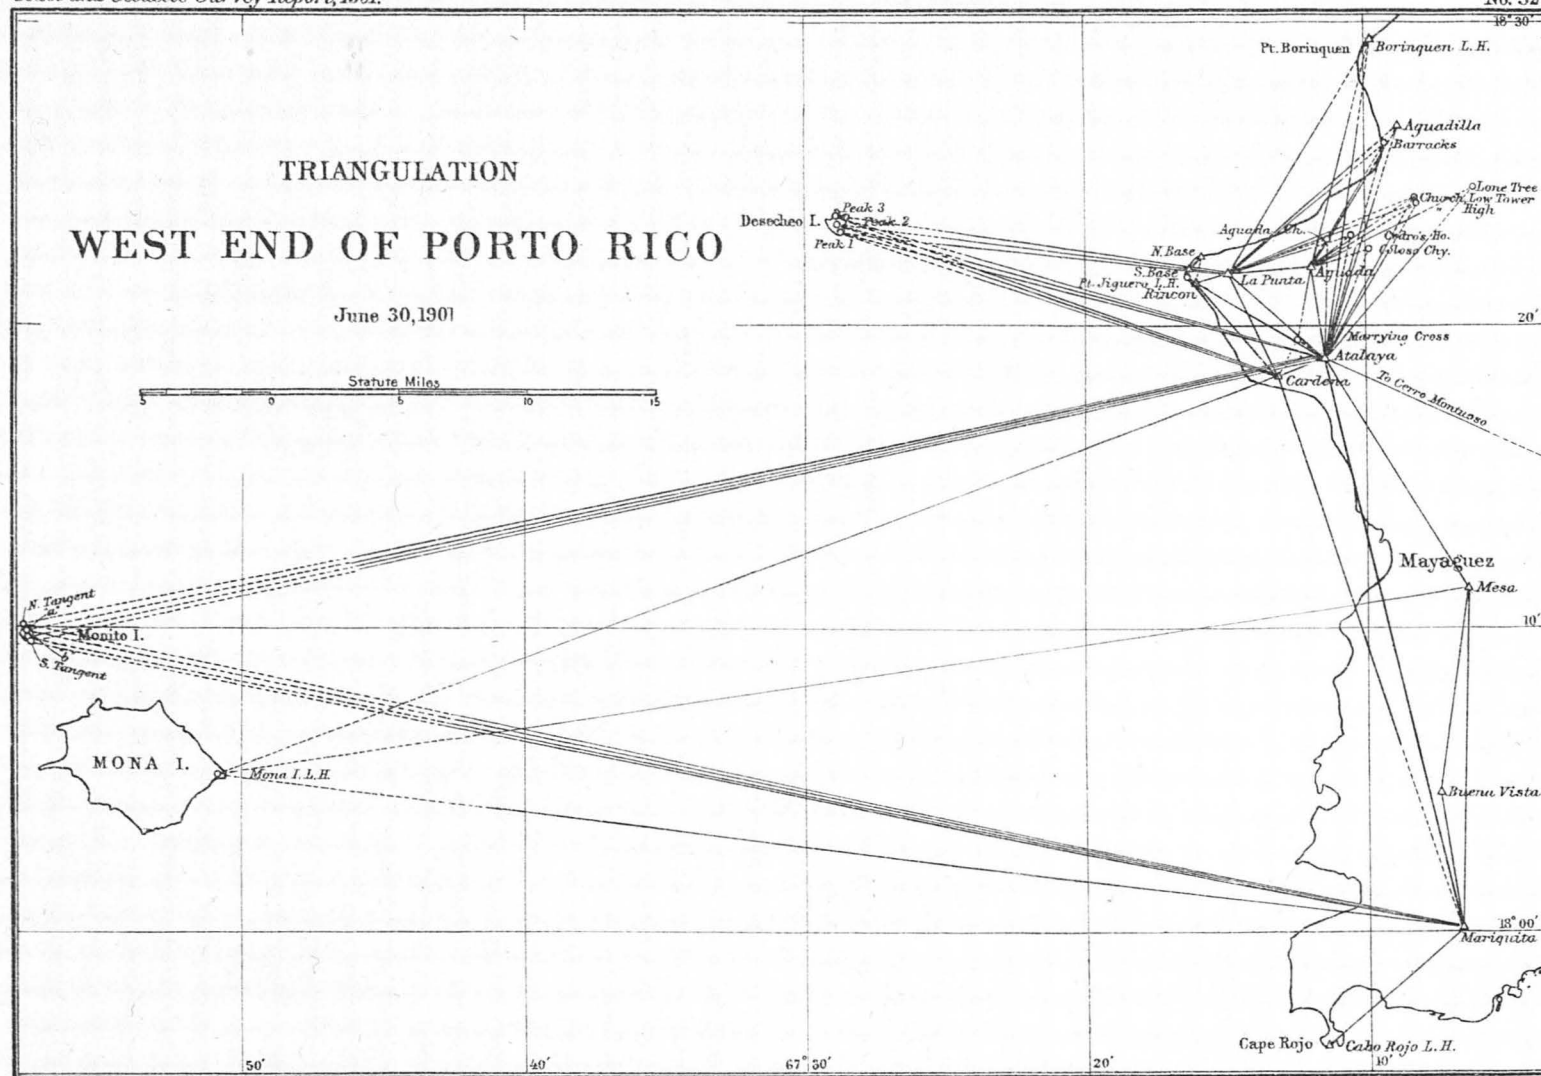 No. 32
18°30'
TRIANGULATION
WEST END OF PORTO RICO
June 30, 1901
Statute Miles
5 0 5 10 15
Pt. Borinquen
Borinquen L.H.
Aguadilla
Barracks
Lone Tree
Church, Low Tower
High
Peak 3
Desecheo I.
Peak 2
Peak 1
Aguada Ch.
Coloso Chy.
N. Base
S. Base
La Punta
Aguada
Pt. Jiguero L.H.
Rincon
20'
Marrying Cross
Atalaya
Cardena
To Cerro Montuoso
Mayaguez
Mesa
N. Tangent
a
Monito I.
b
S. Tangent
10'
MONA I.
Mona I. L.H.
Buena Vista
18°00'
Mariquita
Cape Rojo
Cabo Rojo L.H.
50'
40'
67°30'
20'
10'